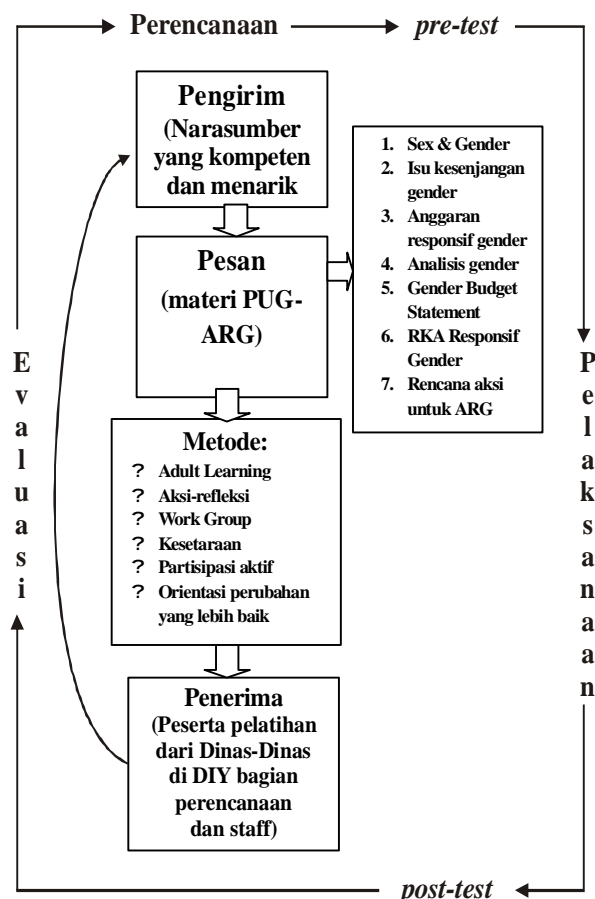 Perencanaan
pre-test
Pengirim
(Narasumber
yang kompeten
dan menarik
1. Sex & Gender
2. Isu kesenjangan
gender
3. Anggaran
responsif gender
4. Analisis gender
5. Gender Budget
Statement
6. RKA Responsif
Gender
7. Rencana aksi
untuk ARG
Pesan
(materi PUG-
ARG)
Metode:
? Adult Learning
? Aksi-refleksi
? Work Group
? Kesetaraan
? Partisipasi aktif
? Orientasi perubahan
yang lebih baik
Penerima
(Peserta pelatihan
dari Dinas-Dinas
di DIY bagian
perencanaan
dan staff)
Evaluasi
Pelaksanaan
post-test